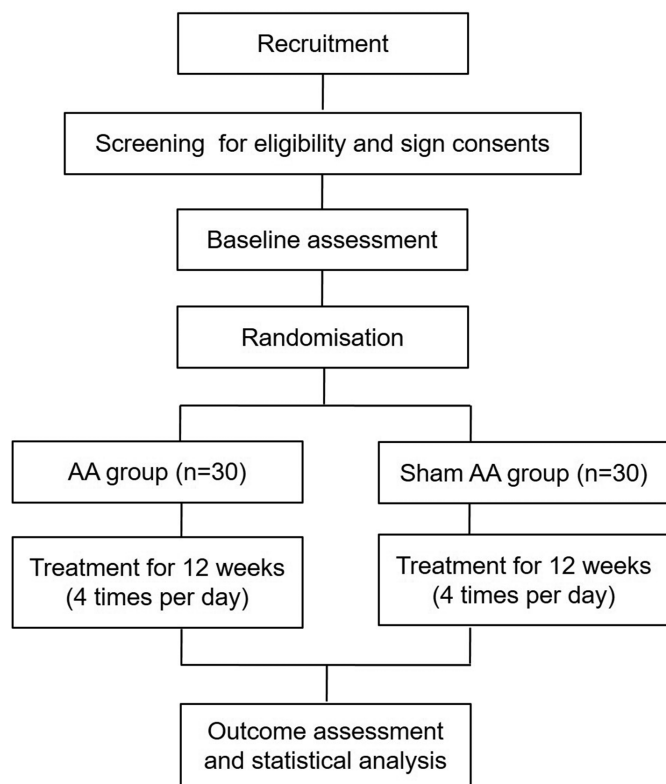 Recruitment
Screening for eligibility and sign consents
Baseline assessment
Randomisation
AA group (n=30)
Sham AA group (n=30)
Treatment for 12 weeks
(4 times per day)
Treatment for 12 weeks
(4 times per day)
Outcome assessment
and statistical analysis